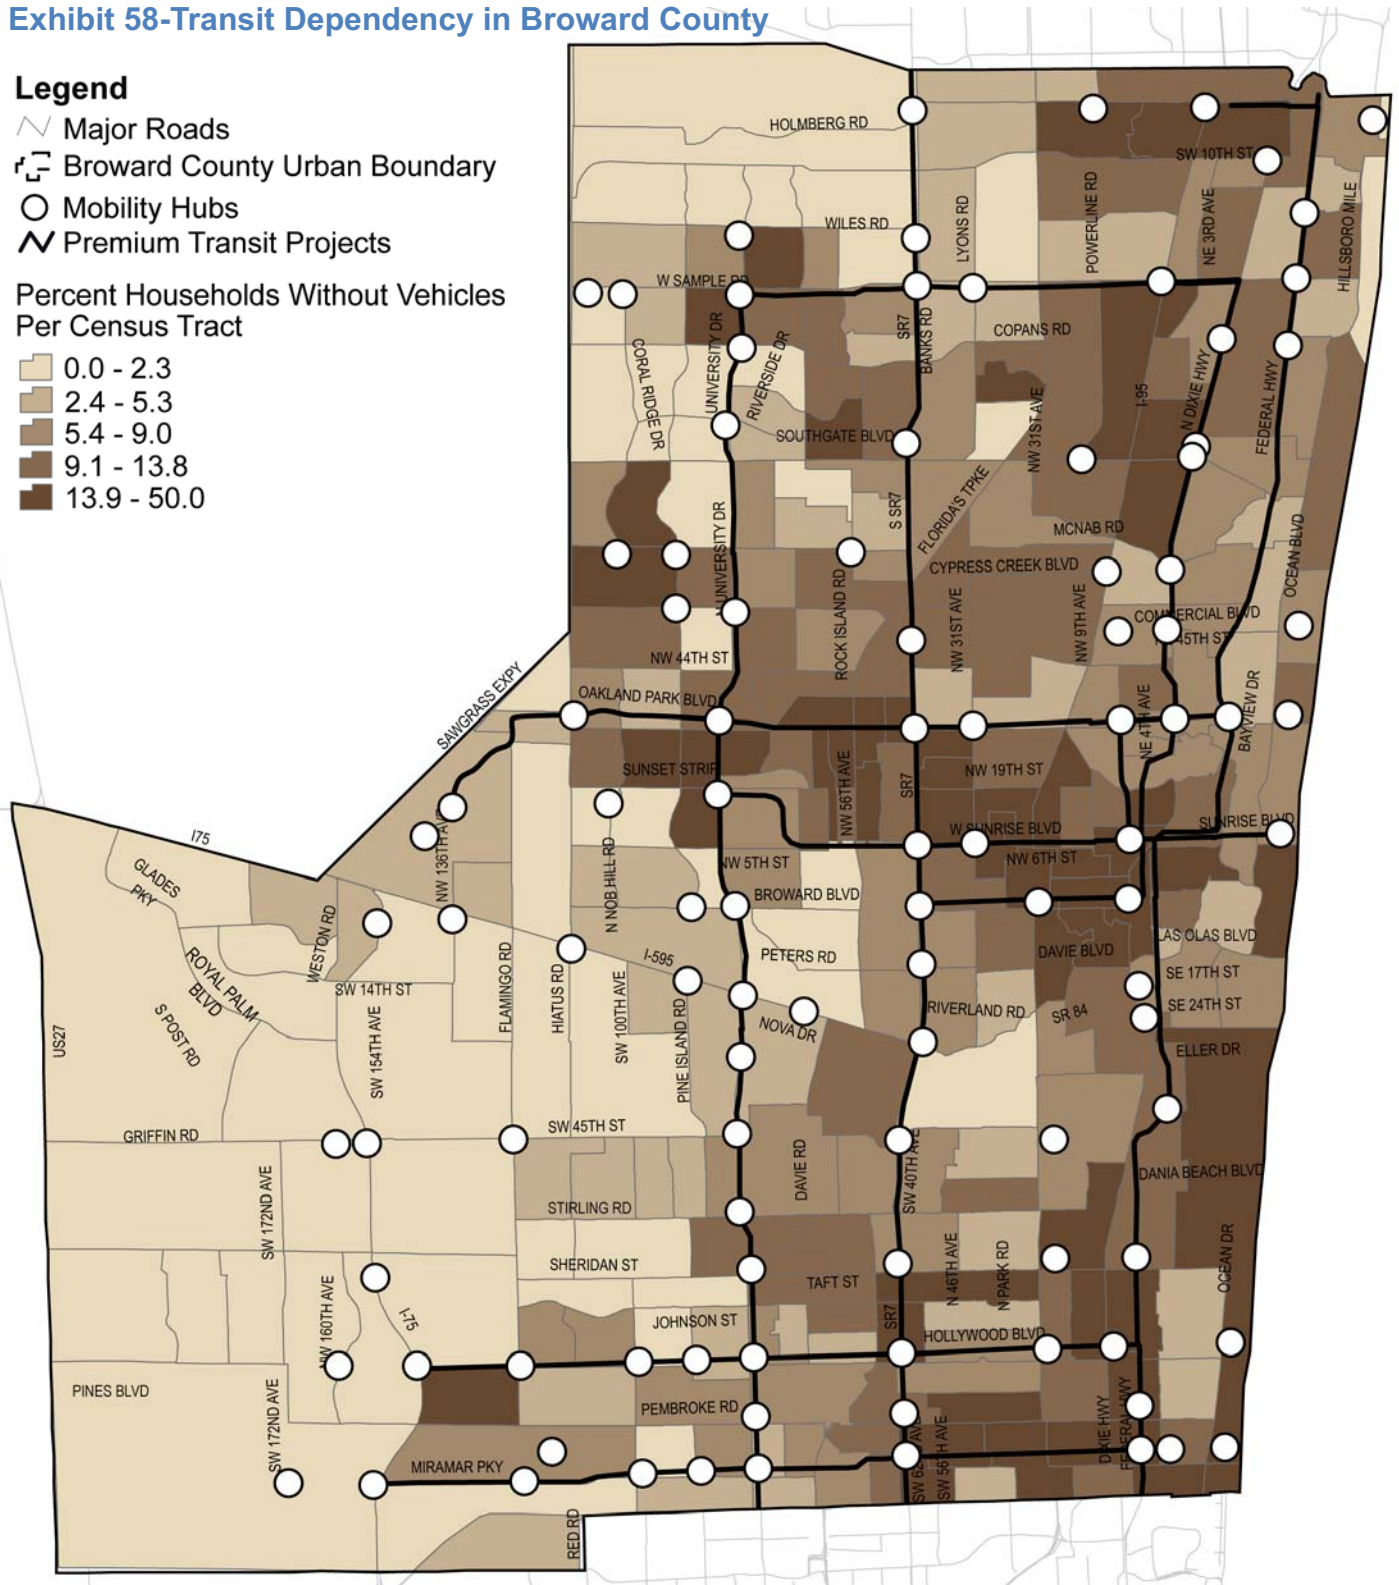 Exhibit 58-Transit Dependency in Broward County
Legend
Major Roads
Broward County Urban Boundary
Mobility Hubs
Premium Transit Projects
Percent Households Without Vehicles
Per Census Tract
0.0 - 2.3
2.4 - 5.3
5.4 - 9.0
9.1 - 13.8
13.9 - 50.0
HOLMBERG RD
SW 10TH ST
WILES RD
LYONS RD
POWERLINE RD
NE 3RD AVE
HILLSBORO MILE
W SAMPLE RD
UNIVERSITY DR
RIVERSIDE DR
CORAL RIDGE DR
SR7
BANKS RD
COPANS RD
I-95
N DIXIE HWY
FEDERAL HWY
NW 31ST AVE
SOUTHGATE BLVD
S SR7
FLORIDA'S TPKE
MCNAB RD
N UNIVERSITY DR
CYPRESS CREEK BLVD
OCEAN BLVD
ROCK ISLAND RD
NW 31ST AVE
NW 9TH AVE
COMMERCIAL BLVD
45TH ST
NW 44TH ST
OAKLAND PARK BLVD
SAWGRASS EXPY
NE 4TH AVE
BAYVIEW DR
SUNSET STRIP
NW 56TH AVE
SR7
NW 19TH ST
W SUNRISE BLVD
SUNRISE BLVD
I75
NW 136TH AVE
N NOB HILL RD
NW 5TH ST
NW 6TH ST
GLADES
PKY
BROWARD BLVD
WESTON RD
I-595
PETERS RD
DAVIE BLVD
LAS OLAS BLVD
ROYAL PALM
BLVD
SW 14TH ST
FLAMINGO RD
HIATUS RD
SW 100TH AVE
PINE ISLAND RD
NOVA DR
RIVERLAND RD
SR 84
SE 17TH ST
SE 24TH ST
US27
S POST RD
SW 154TH AVE
ELLER DR
GRIFFIN RD
SW 45TH ST
SW 172ND AVE
DAVIE RD
SW 40TH AVE
DANIA BEACH BLVD
STIRLING RD
SHERIDAN ST
TAFT ST
N 46TH AVE
N PARK RD
OCEAN DR
NW 160TH AVE
I-75
JOHNSON ST
SR7
HOLLYWOOD BLVD
PINES BLVD
SW 172ND AVE
PEMBROKE RD
DIXIE HWY
FEDERAL HWY
MIRAMAR PKY
SW 62ND AVE
SW 56TH AVE
RED RD